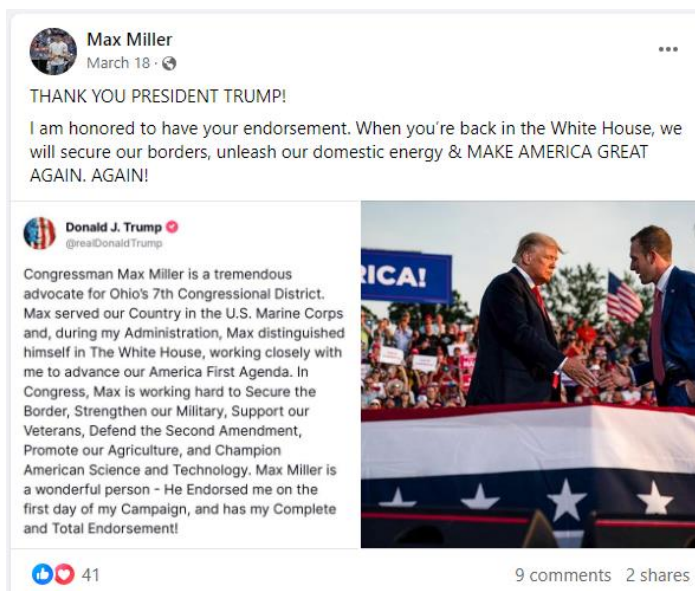 Max Miller
March 18 ·
THANK YOU PRESIDENT TRUMP!
I am honored to have your endorsement. When you're back in the White House, we
will secure our borders, unleash our domestic energy & MAKE AMERICA GREAT
AGAIN. AGAIN!
Donald J. Trump
@realDonaldTrump
Congressman Max Miller is a tremendous
advocate for Ohio's 7th Congressional District.
Max served our Country in the U.S. Marine Corps
and, during my Administration, Max distinguished
himself in The White House, working closely with
me to advance our America First Agenda. In
Congress, Max is working hard to Secure the
Border, Strengthen our Military, Support our
Veterans, Defend the Second Amendment,
Promote our Agriculture, and Champion
American Science and Technology. Max Miller is
a wonderful person - He Endorsed me on the
first day of my Campaign, and has my Complete
and Total Endorsement!
RICA!
41
9 comments 2 shares